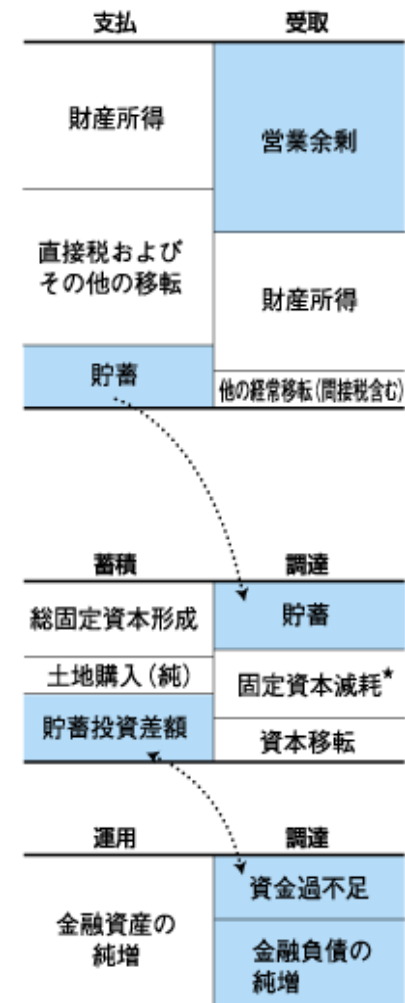 支払
受取
財産所得
営業余剰
直接税および
その他の移転
財産所得
貯蓄
他の経常移転(間接税含む)
蓄積
調達
総固定資本形成
貯蓄
土地購入(純)
固定資本減耗★
貯蓄投資差額
資本移転
運用
調達
資金過不足
金融資産の
純増
金融負債の
純増